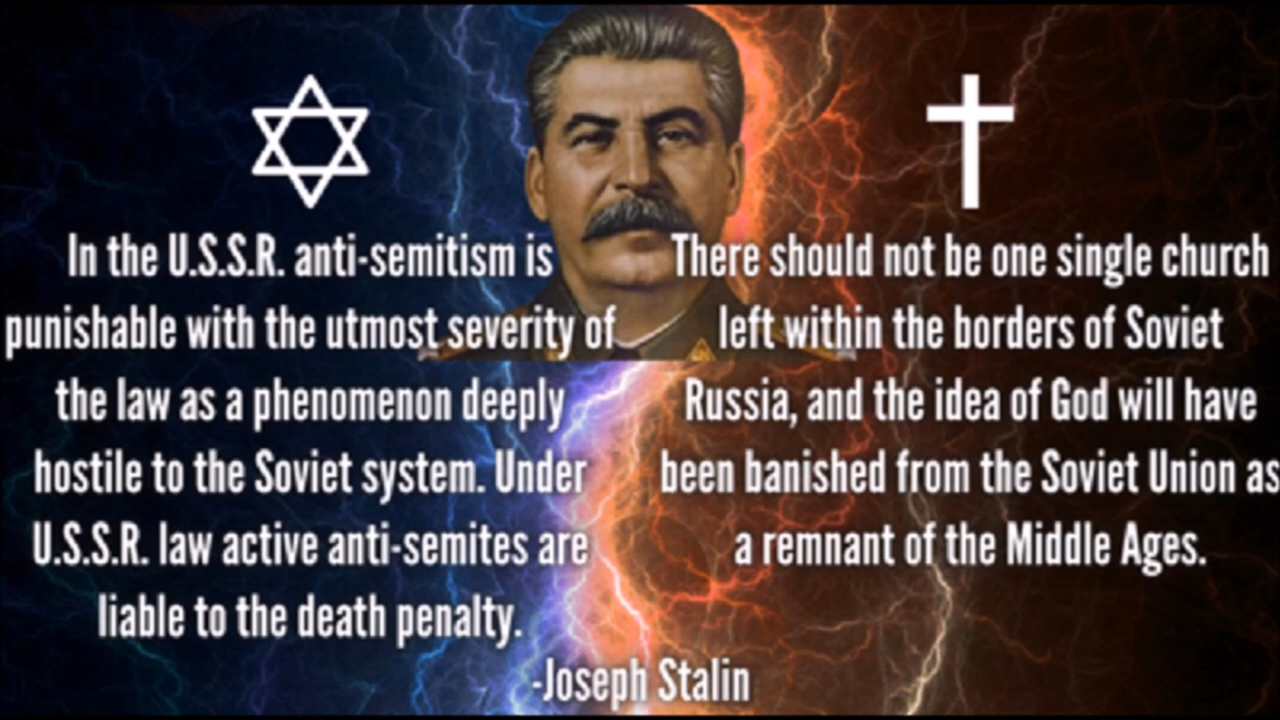 In the U.S.S.R. anti-semitism is
punishable with the utmost severity of
the law as a phenomenon deeply
hostile to the Soviet system. Under
U.S.S.R. law active anti-semites are
liable to the death penalty.
There should not be one single church
left within the borders of Soviet
Russia, and the idea of God will have
been banished from the Soviet Union as
a remnant of the Middle Ages.
-Joseph Stalin